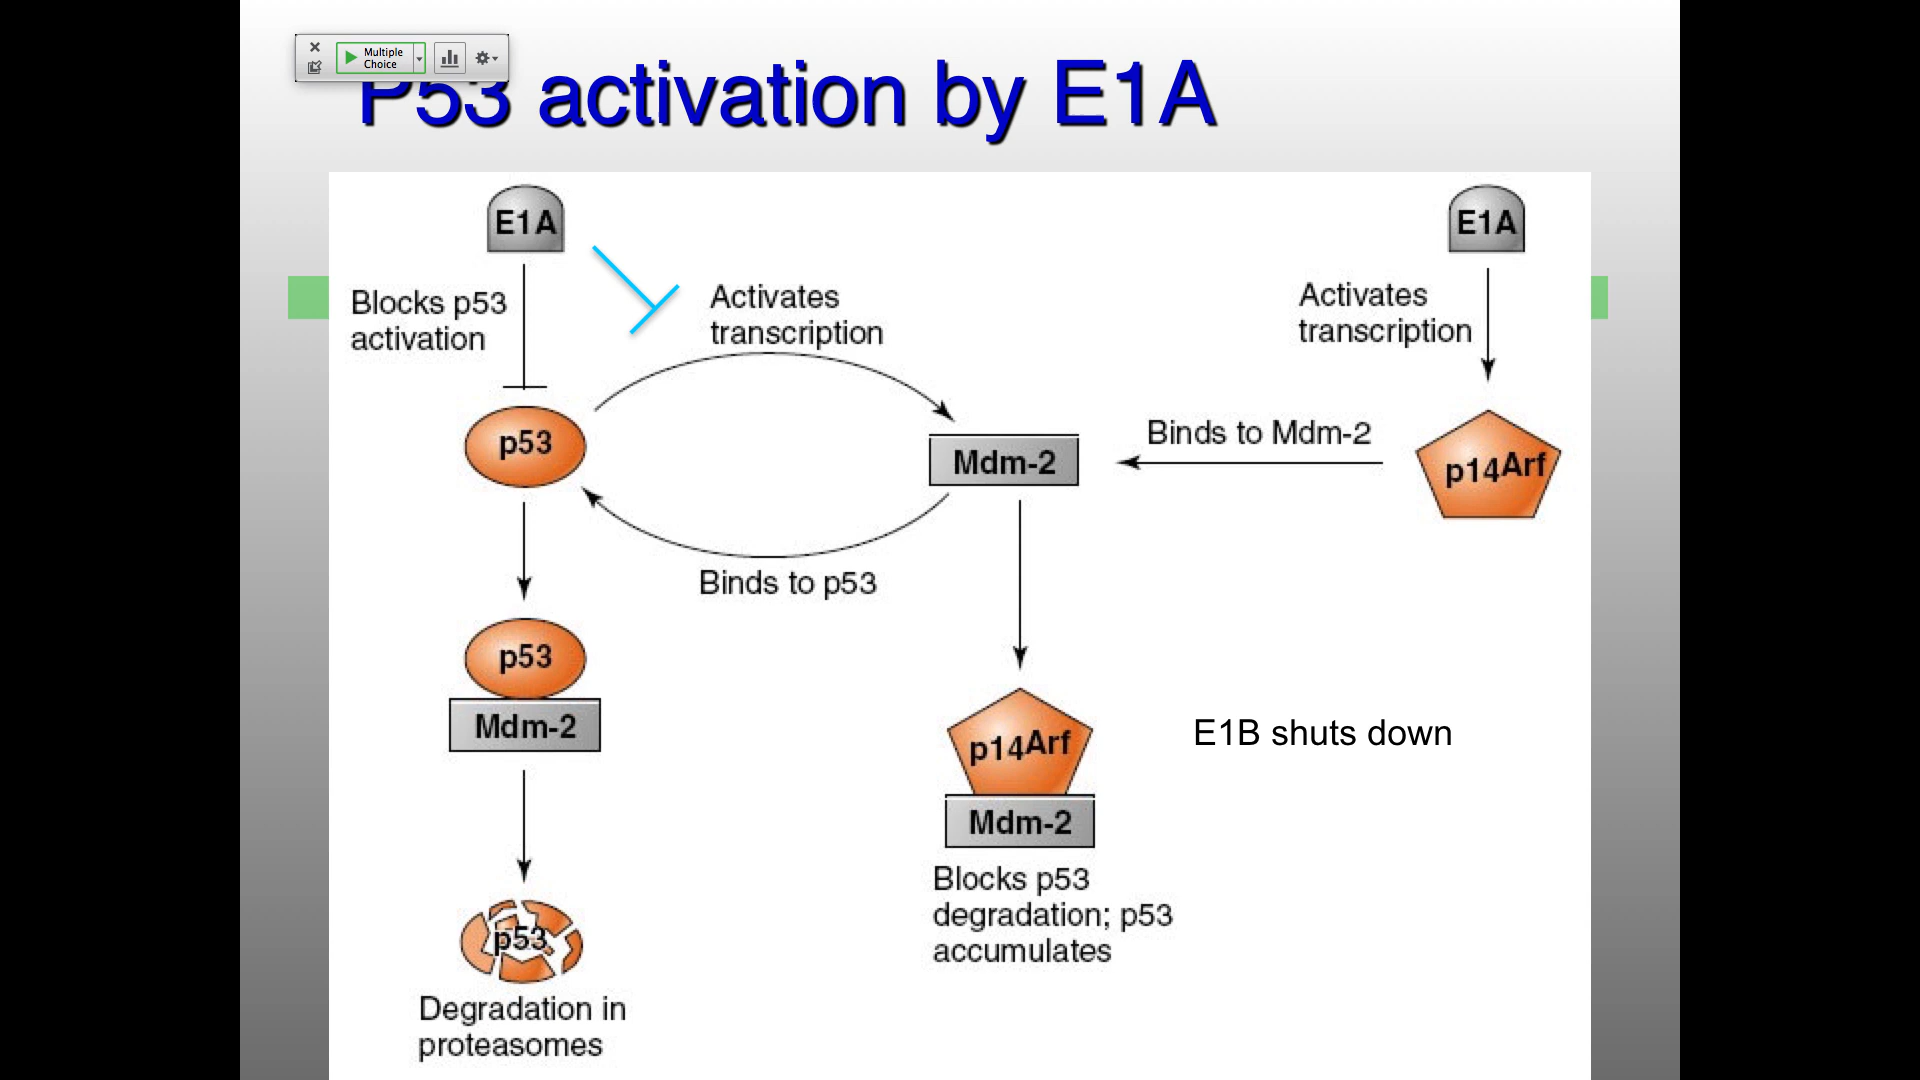 Multiple
Choice
P53 activation by E1A
E1A
E1A
Blocks p53
activation
Activates
transcription
Activates
transcription
p53
Mdm-2
Binds to Mdm-2
p14Arf
Binds to p53
p53
Mdm-2
p14Arf
Mdm-2
E1B shuts down
Blocks p53
degradation; p53
accumulates
p53
Degradation in
proteasomes